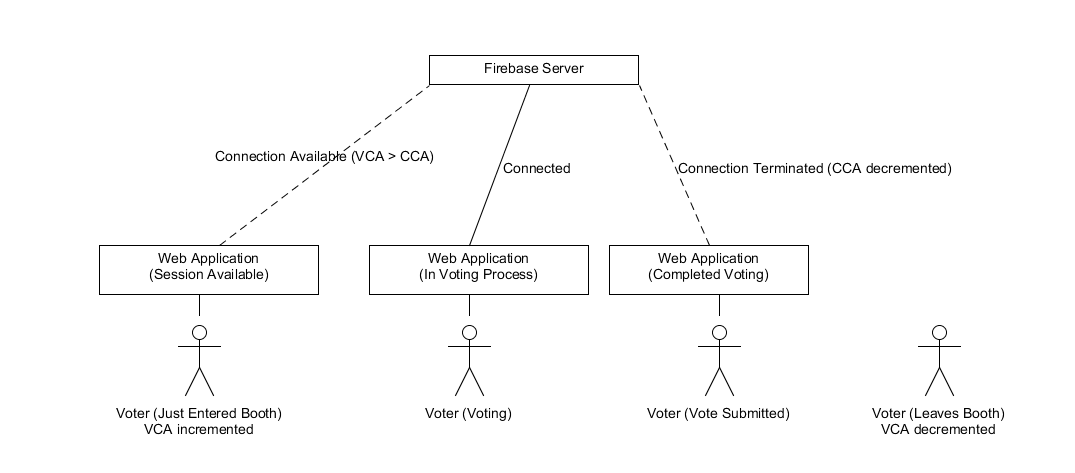 Firebase Server
Connection Available (VCA > CCA)
Connected
Connection Terminated (CCA decremented)
Web Application
(Session Available)
Web Application
(In Voting Process)
Web Application
(Completed Voting)
Voter (Just Entered Booth)
VCA incremented
Voter (Voting)
Voter (Vote Submitted)
Voter (Leaves Booth)
VCA decremented